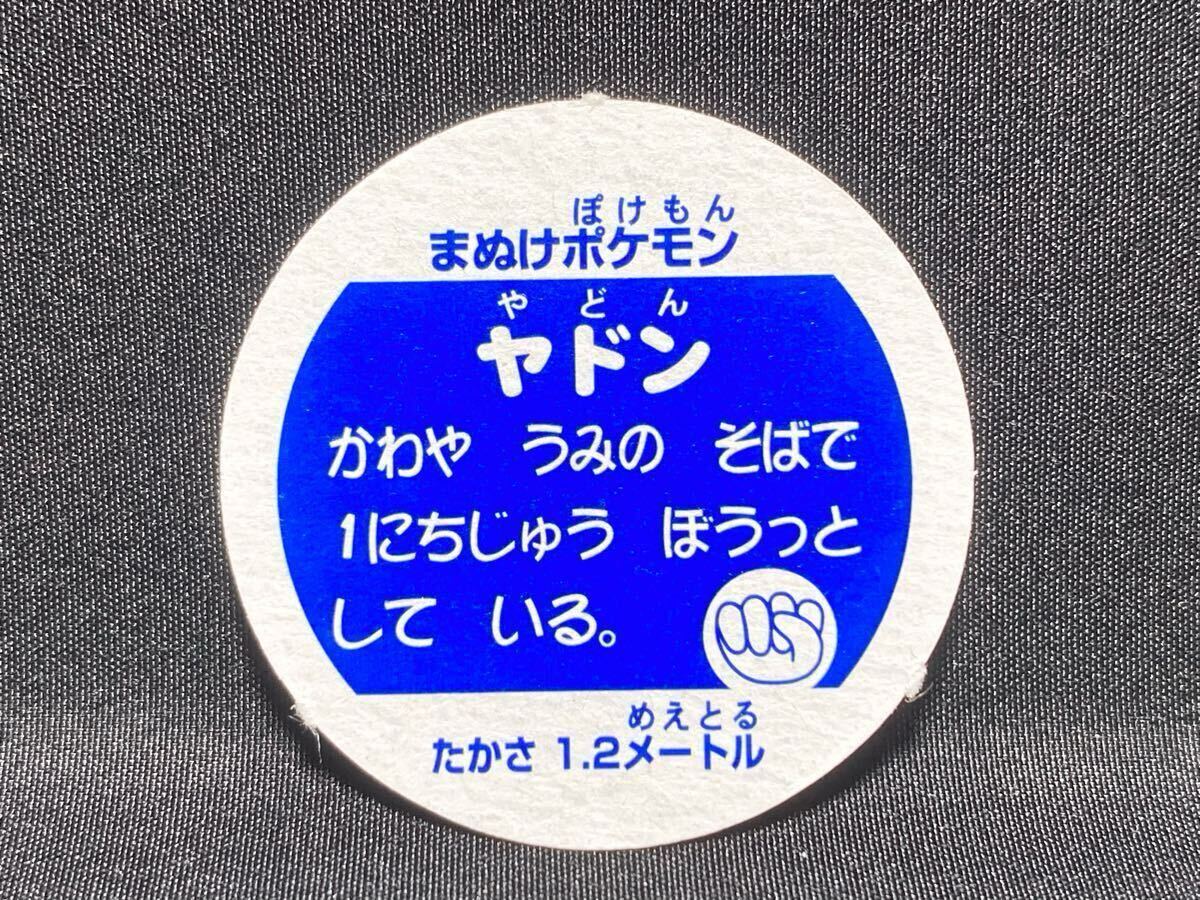 ぽけもん
まぬけポケモン
やどん
ヤドン
かわや うみの そばで
1にちじゅう ぼうっと
して いる。
めえとる
たかさ 1.2メートル